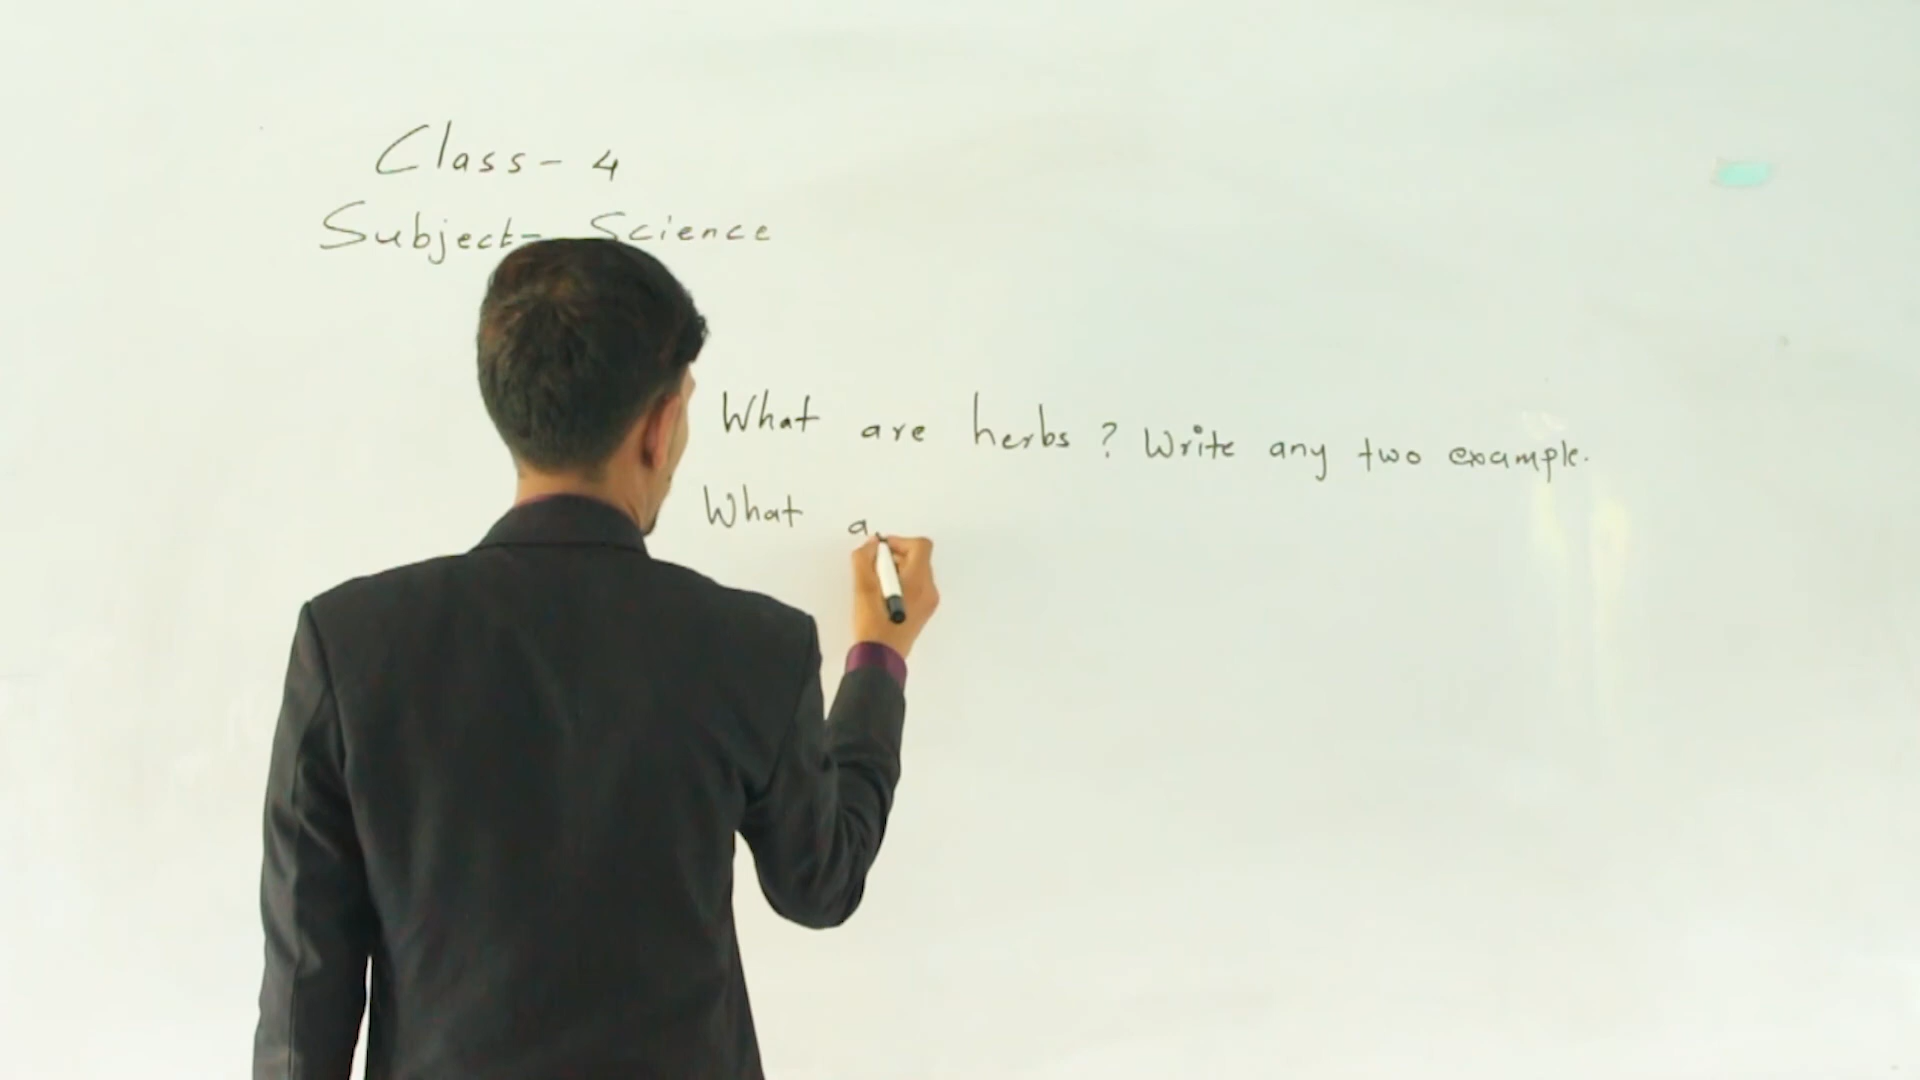 Class- 4
Subject- Science
What are herbs? Write any two example.
What a